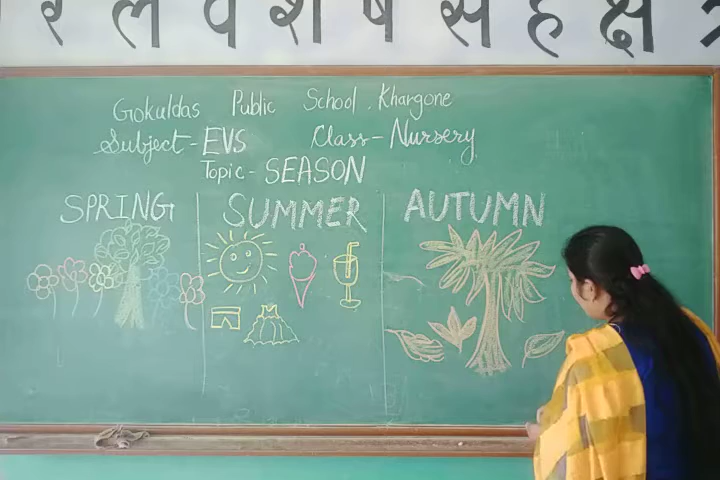 र ल व श ष स ह क्ष
Gokuldas Public School, Khargone
Subject - EVS Class - Nursery
Topic - SEASON
SPRING SUMMER AUTUMN